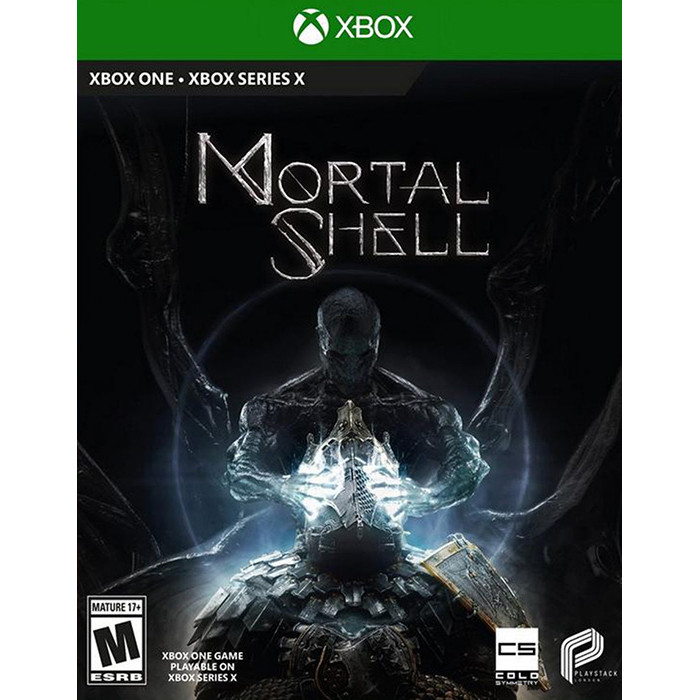 XBOX
XBOX ONE • XBOX SERIES X
MORTAL
SHELL
MATURE 17+
M
ESRB
XBOX ONE GAME
PLAYABLE ON
XBOX SERIES X
CS
COLD
SYMMETRY
P
PLAYSTACK
LONDON